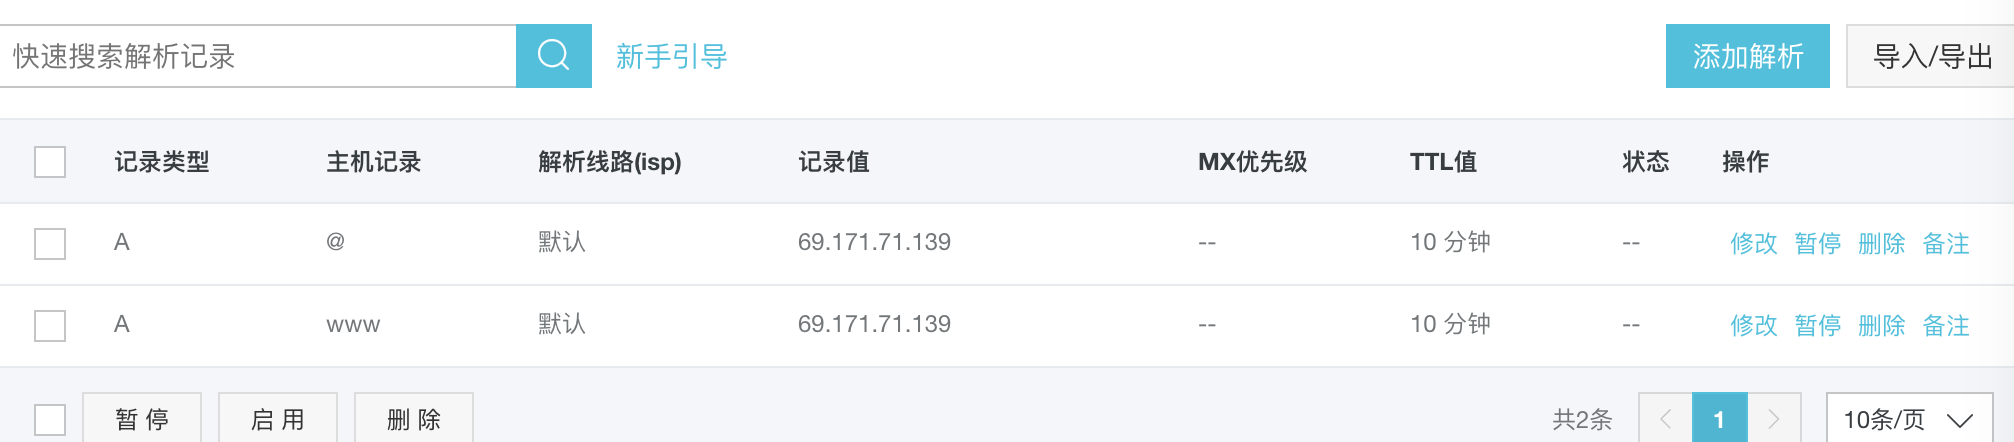 快速搜索解析记录 新手引导 添加解析 导入/导出
记录类型 主机记录 解析线路(isp) 记录值 MX优先级 TTL值 状态 操作
A @ 默认 69.171.71.139 -- 10 分钟 -- 修改 暂停 删除 备注
A www 默认 69.171.71.139 -- 10 分钟 -- 修改 暂停 删除 备注
暂停 启用 删除 共2条 1 10条/页